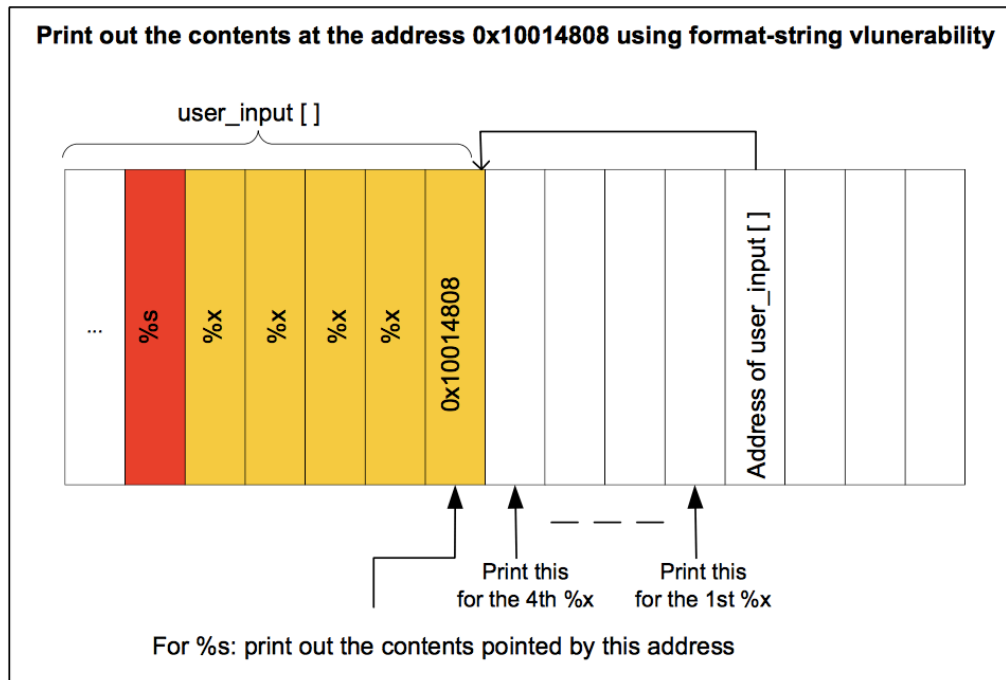 Print out the contents at the address 0x10014808 using format-string vlunerability
user_input [ ]
...
%s
%x
%x
%x
%x
0x10014808
Address of user_input [ ]
Print this
for the 4th %x
Print this
for the 1st %x
For %s: print out the contents pointed by this address